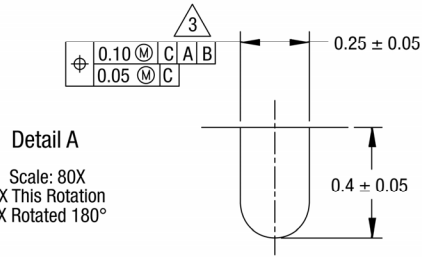 3
0.10 Ⓜ C A B
0.05 Ⓜ C
0.25 ± 0.05
0.4 ± 0.05
Detail A
Scale: 80X
X This Rotation
X Rotated 180°